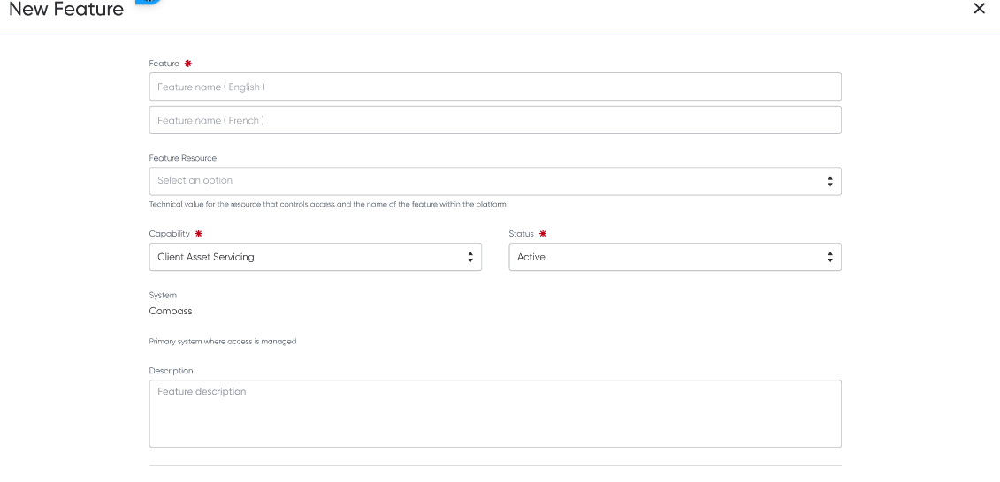 New Feature
Feature *
Feature name ( English )
Feature name ( French )
Feature Resource
Select an option
Technical value for the resource that controls access and the name of the feature within the platform
Capability * Status *
Client Asset Servicing Active
System
Compass
Primary system where access is managed
Description
Feature description